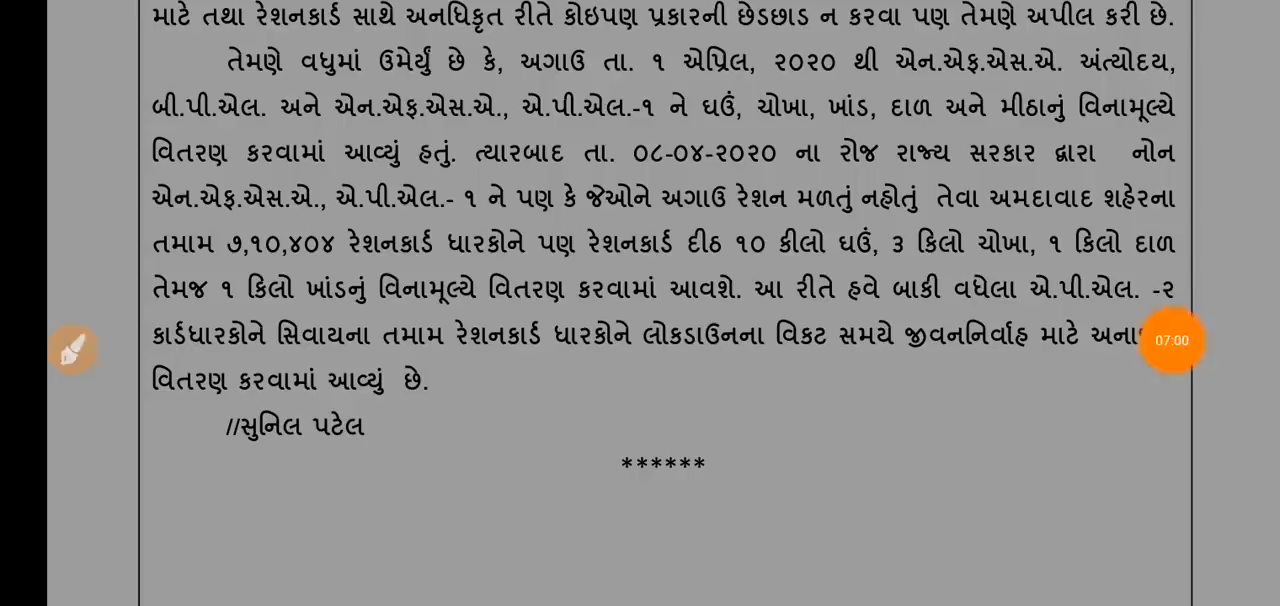 માટે તથા રેશનકાર્ડ સાથે અનધિકૃત રીતે કોઇપણ પ્રકારની છેડછાડ ન કરવા પણ તેમણે અપીલ કરી છે.
તેમણે વધુમાં ઉમેર્યું છે કે, અગાઉ તા. ૧ એપ્રિલ, ૨૦૨૦ થી એન.એફ.એસ.એ. અંત્યોદય,
બી.પી.એલ. અને એન.એફ.એસ.એ., એ.પી.એલ.-૧ ને ઘઉં, ચોખા, ખાંડ, દાળ અને મીઠાનું વિનામૂલ્યે
વિતરણ કરવામાં આવ્યું હતું. ત્યારબાદ તા. ૦૮-૦૪-૨૦૨૦ ના રોજ રાજ્ય સરકાર દ્વારા નોન
એન.એફ.એસ.એ., એ.પી.એલ.- ૧ ને પણ કે જેઓને અગાઉ રેશન મળતું નહોતું તેવા અમદાવાદ શહેરના
તમામ ૭,૧૦,૪૦૪ રેશનકાર્ડ ધારકોને પણ રેશનકાર્ડ દીઠ ૧૦ કીલો ઘઉં, ૩ કિલો ચોખા, ૧ કિલો દાળ
તેમજ ૧ કિલો ખાંડનું વિનામૂલ્યે વિતરણ કરવામાં આવશે. આ રીતે હવે બાકી વધેલા એ.પી.એલ. -૨
કાર્ડધારકોને સિવાયના તમામ રેશનકાર્ડ ધારકોને લોકડાઉનના વિકટ સમયે જીવનનિર્વાહ માટે
07:00
વિતરણ કરવામાં આવ્યું છે.
//સુનિલ પટેલ
******